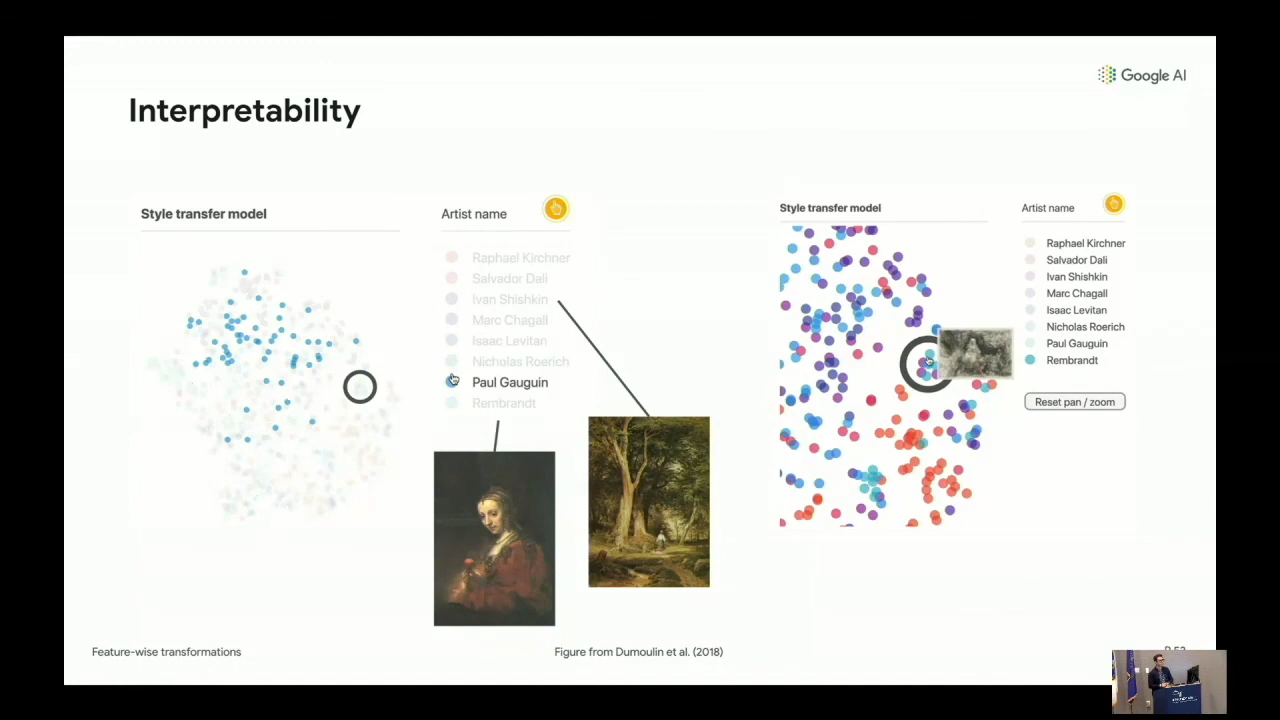 Google AI
Interpretability
Style transfer model
Artist name
Raphael Kirchner
Salvador Dali
Ivan Shishkin
Marc Chagall
Isaac Levitan
Nicholas Roerich
Paul Gauguin
Rembrandt
Style transfer model
Artist name
Raphael Kirchner
Salvador Dali
Ivan Shishkin
Marc Chagall
Isaac Levitan
Nicholas Roerich
Paul Gauguin
Rembrandt
Reset pan / zoom
Feature-wise transformations
Figure from Dumoulin et al. (2018)